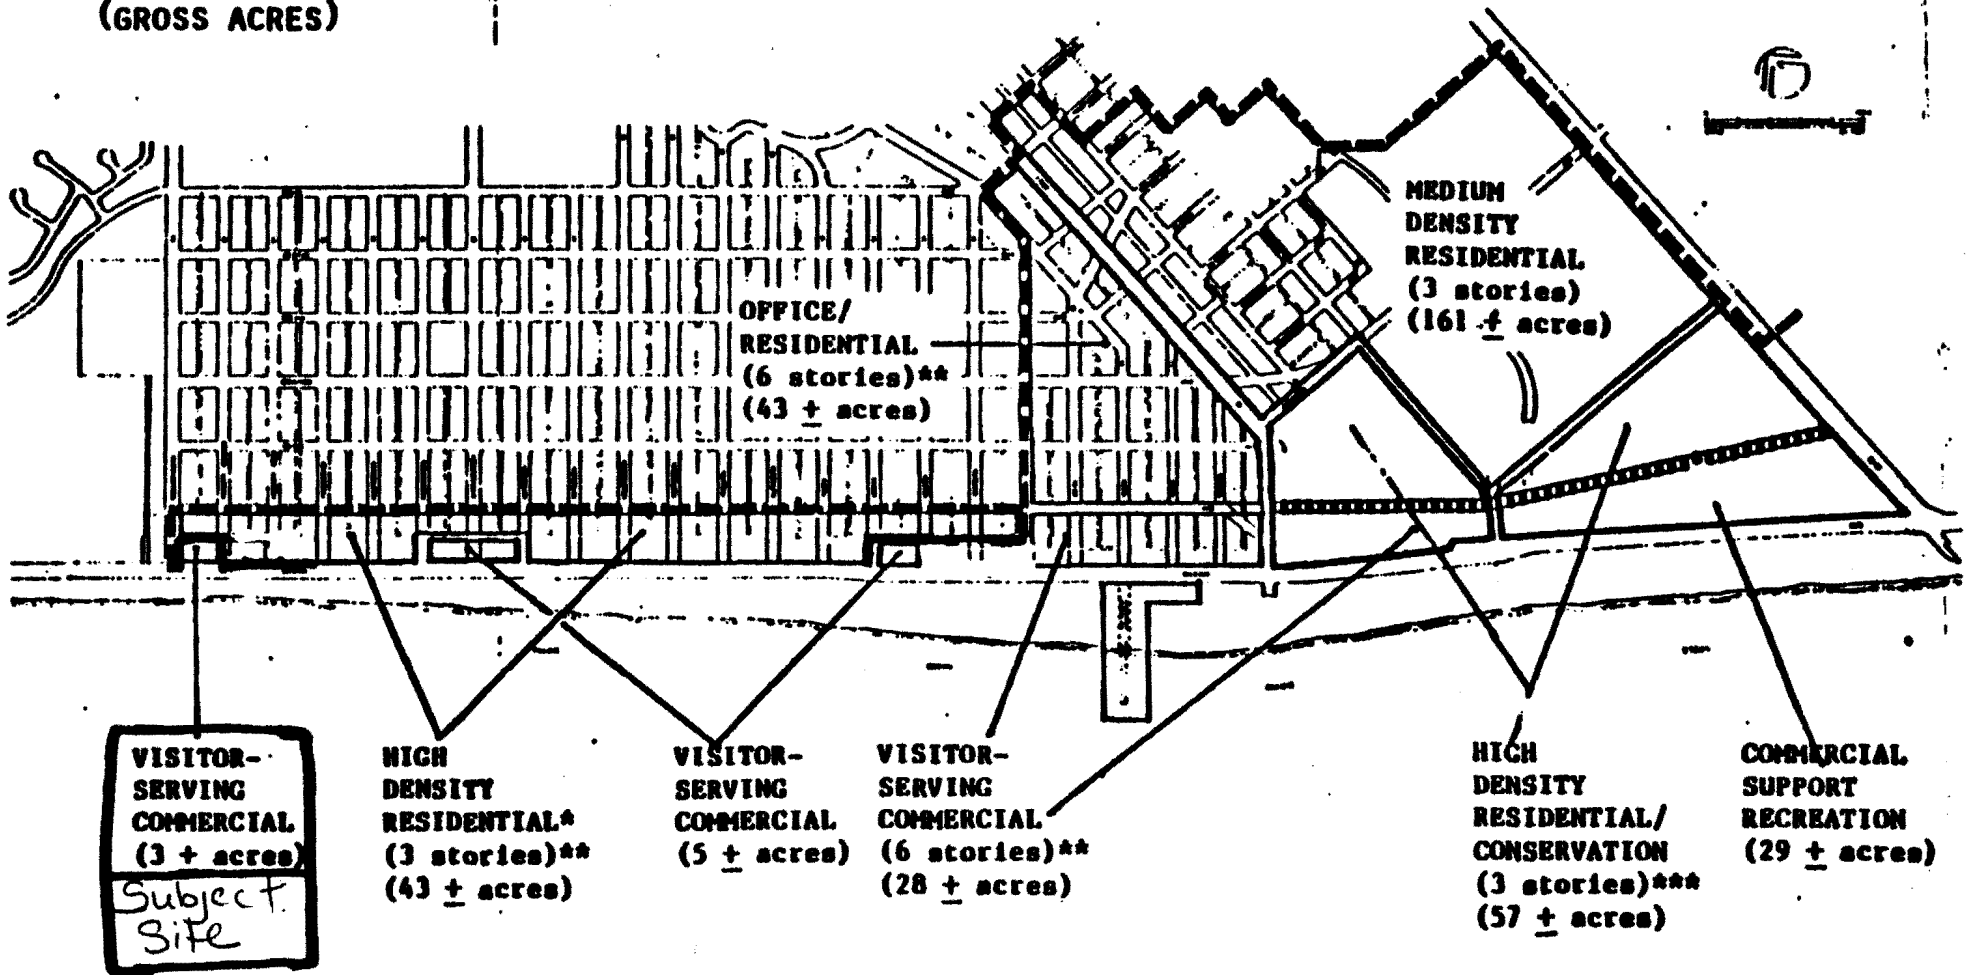 (GROSS ACRES)
MEDIUM
DENSITY
RESIDENTIAL
(3 stories)
(161 ± acres)
OFFICE/
RESIDENTIAL
(6 stories)**
(43 ± acres)
VISITOR-
SERVING
COMMERCIAL
(3 + acres)
Subject
Site
HIGH
DENSITY
RESIDENTIAL*
(3 stories)**
(43 ± acres)
VISITOR-
SERVING
COMMERCIAL
(5 ± acres)
VISITOR-
SERVING
COMMERCIAL
(6 stories)**
(28 ± acres)
HIGH
DENSITY
RESIDENTIAL/
CONSERVATION
(3 stories)***
(57 ± acres)
COMMERCIAL
SUPPORT
RECREATION
(29 ± acres)